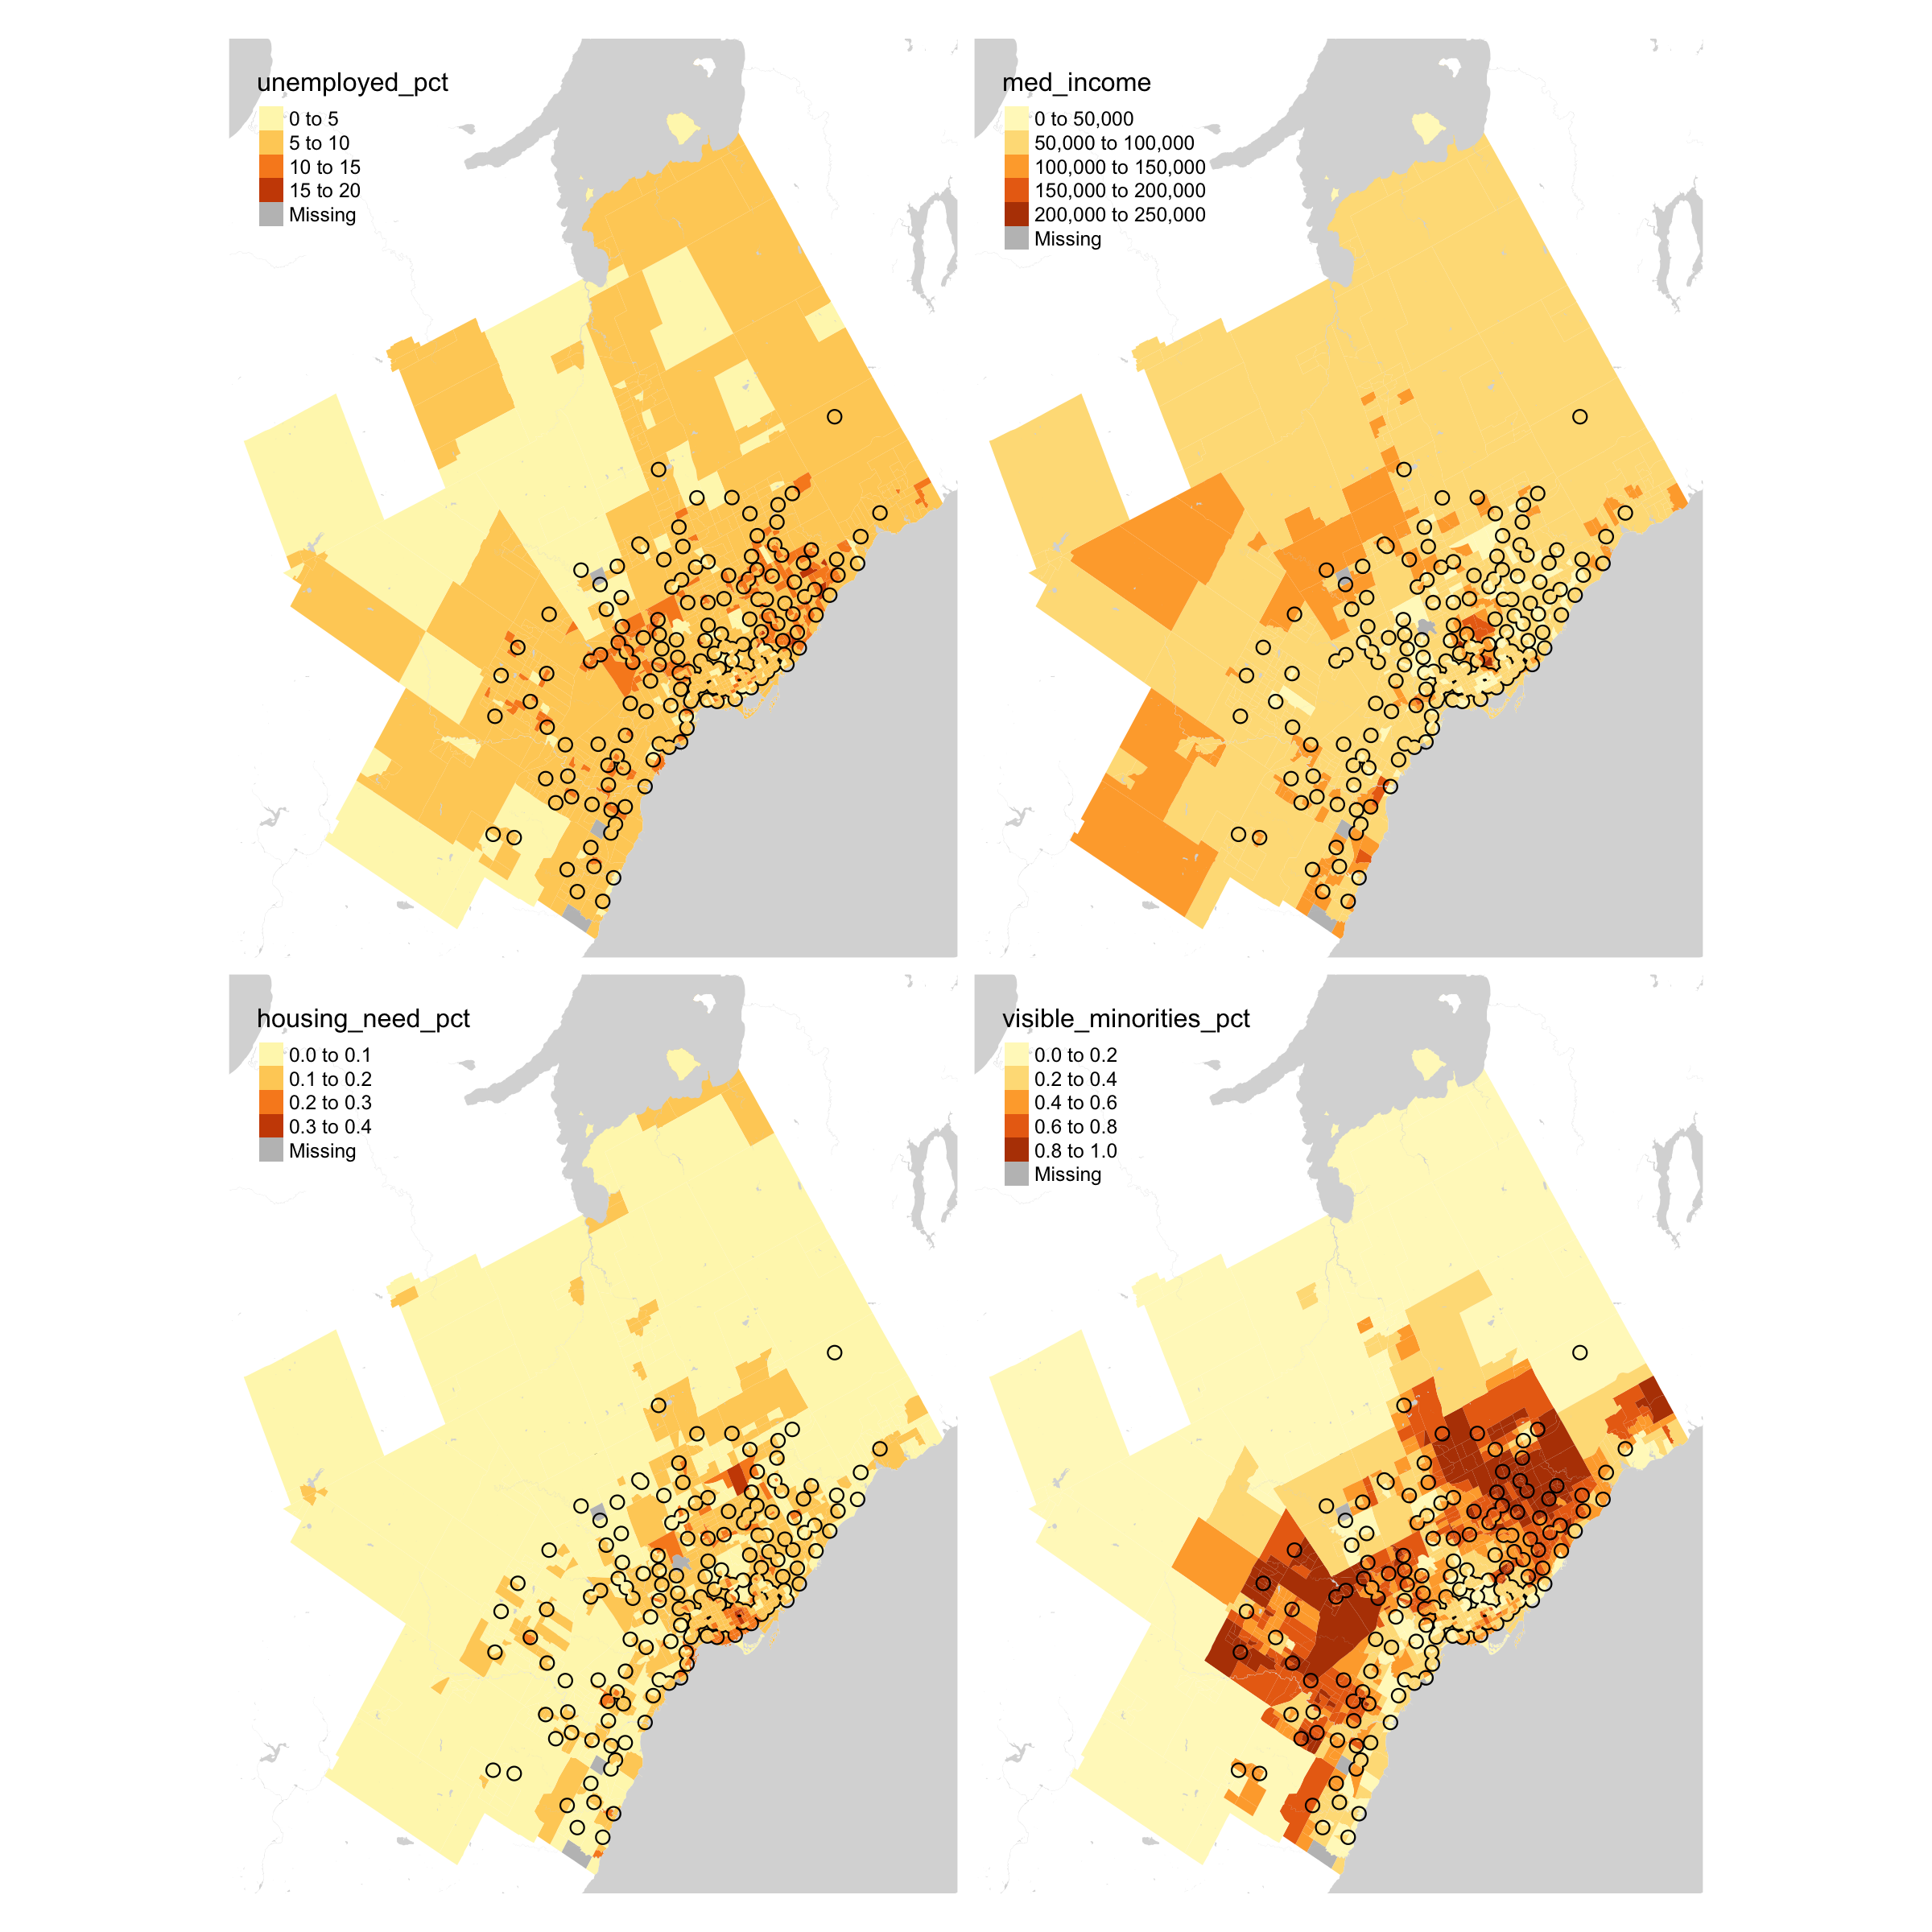 unemployed_pct
0 to 5
5 to 10
10 to 15
15 to 20
Missing
med_income
0 to 50,000
50,000 to 100,000
100,000 to 150,000
150,000 to 200,000
200,000 to 250,000
Missing
housing_need_pct
0.0 to 0.1
0.1 to 0.2
0.2 to 0.3
0.3 to 0.4
Missing
visible_minorities_pct
0.0 to 0.2
0.2 to 0.4
0.4 to 0.6
0.6 to 0.8
0.8 to 1.0
Missing